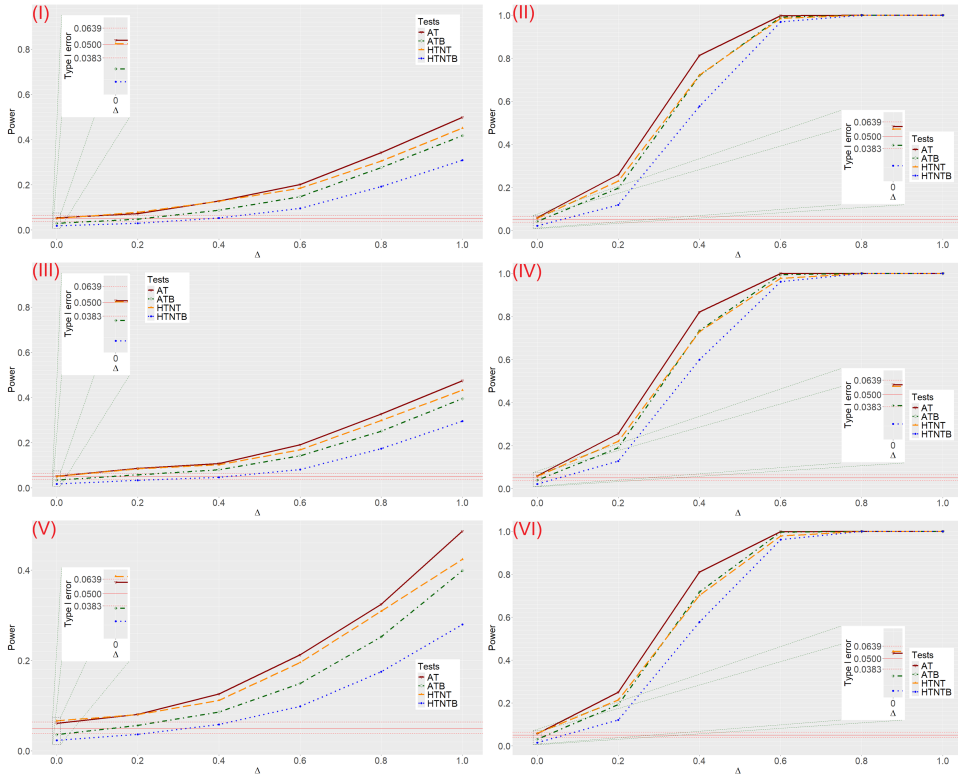 (I)
Type I error
0.0639
0.0500
0.0383
0
Δ
Tests
AT
ATB
HTNT
HTNTB
Power
0.8
0.6
0.4
0.2
0.0
0.0 0.2 0.4 0.6 0.8 1.0
Δ
(II)
Power
1.0
0.8
0.6
0.4
0.2
0.0
Type I error
0.0639
0.0500
0.0383
0
Δ
Tests
AT
ATB
HTNT
HTNTB
0.0 0.2 0.4 0.6 0.8 1.0
Δ
(III)
Type I error
0.0639
0.0500
0.0383
0
Δ
Tests
AT
ATB
HTNT
HTNTB
Power
0.8
0.6
0.4
0.2
0.0
0.0 0.2 0.4 0.6 0.8 1.0
Δ
(IV)
Power
1.0
0.8
0.6
0.4
0.2
0.0
Type I error
0.0639
0.0500
0.0383
0
Δ
Tests
AT
ATB
HTNT
HTNTB
0.0 0.2 0.4 0.6 0.8 1.0
Δ
(V)
Type I error
0.0639
0.0500
0.0383
0
Δ
Power
0.4
0.2
0.0
Tests
AT
ATB
HTNT
HTNTB
0.0 0.2 0.4 0.6 0.8 1.0
Δ
(VI)
Power
1.0
0.8
0.6
0.4
0.2
0.0
Type I error
0.0639
0.0500
0.0383
0
Δ
Tests
AT
ATB
HTNT
HTNTB
0.0 0.2 0.4 0.6 0.8 1.0
Δ